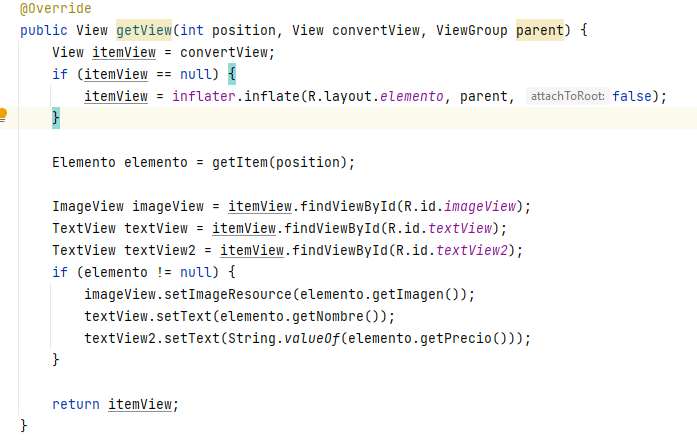 @Override
public View getView(int position, View convertView, ViewGroup parent) {
    View itemView = convertView;
    if (itemView == null) {
        itemView = inflater.inflate(R.layout.elemento, parent, attachToRoot: false);
    }

    Elemento elemento = getItem(position);

    ImageView imageView = itemView.findViewById(R.id.imageView);
    TextView textView = itemView.findViewById(R.id.textView);
    TextView textView2 = itemView.findViewById(R.id.textView2);
    if (elemento != null) {
        imageView.setImageResource(elemento.getImagen());
        textView.setText(elemento.getNombre());
        textView2.setText(String.valueOf(elemento.getPrecio()));
    }

    return itemView;
}